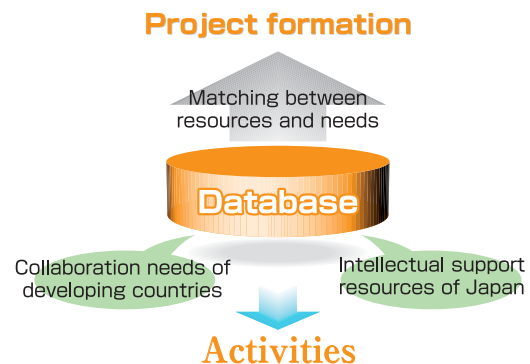 Project formation
Matching between
resources and needs
Database
Collaboration needs of
developing countries
Intellectual support
resources of Japan
Activities